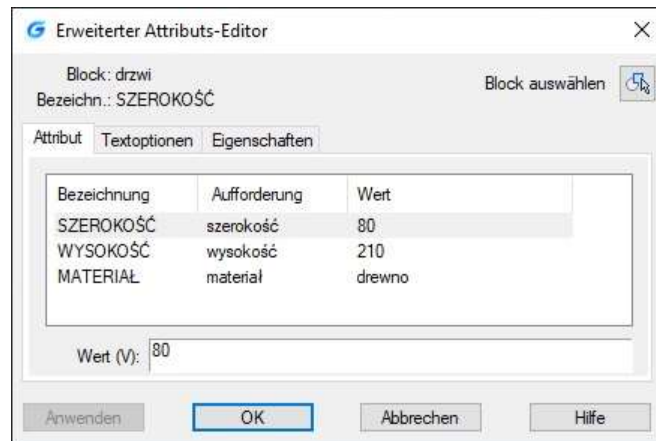 Erweiterter Attributs-Editor
Block: drzwi
Bezeichn.: SZEROKOŚĆ
Block auswählen
Attribut Textoptionen Eigenschaften
Bezeichnung Aufforderung Wert
SZEROKOŚĆ szerokość 80
WYSOKOŚĆ wysokość 210
MATERIAŁ materiał drewno
Wert (V): 80
Anwenden OK Abbrechen Hilfe